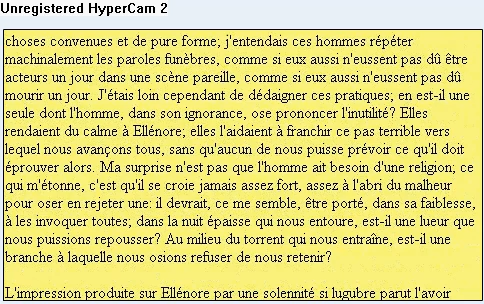 Unregistered HyperCam 2
choses convenues et de pure forme; j'entendais ces hommes répéter
machinalement les paroles funèbres, comme si eux aussi n'eussent pas dû être
acteurs un jour dans une scène pareille, comme si eux aussi n'eussent pas dû
mourir un jour. J'étais loin cependant de dédaigner ces pratiques; en est-il une
seule dont l'homme, dans son ignorance, ose prononcer l'inutilité? Elles
rendaient du calme à Ellénore; elles l'aidaient à franchir ce pas terrible vers
lequel nous avançons tous, sans qu'aucun de nous puisse prévoir ce qu'il doit
éprouver alors. Ma surprise n'est pas que l'homme ait besoin d'une religion; ce
qui m'étonne, c'est qu'il se croie jamais assez fort, assez à l'abri du malheur
pour oser en rejeter une: il devrait, ce me semble, être porté, dans sa faiblesse,
à les invoquer toutes; dans la nuit épaisse qui nous entoure, est-il une lueur que
nous puissions repousser? Au milieu du torrent qui nous entraîne, est-il une
branche à laquelle nous osions refuser de nous retenir?
L'impression produite sur Ellénore par une solennité si lugubre parut l'avoir